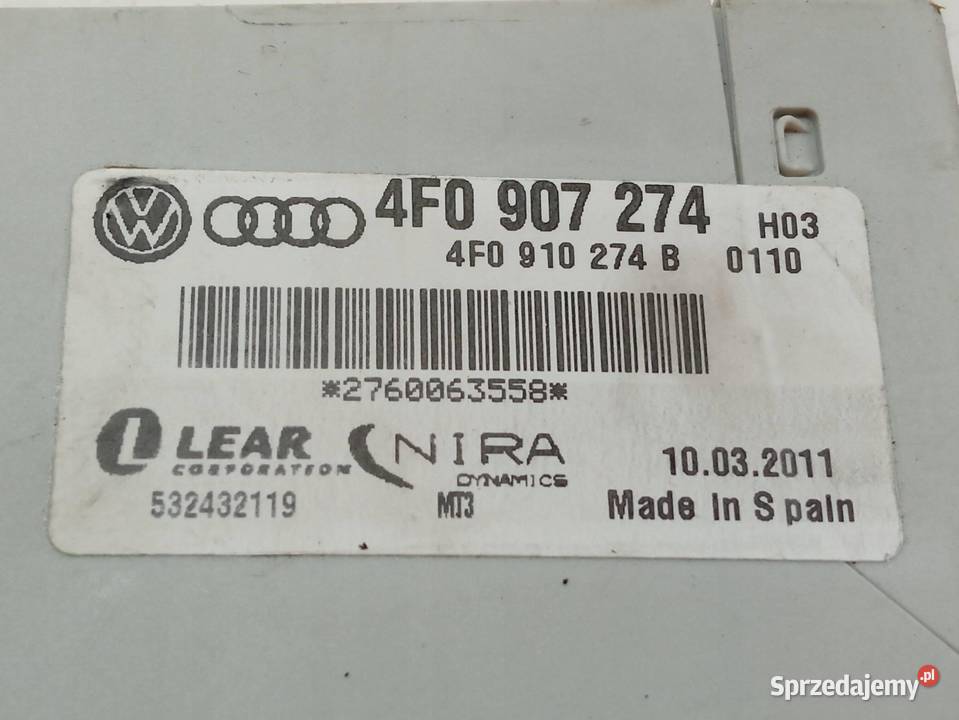 4F0 907 274 H03
4F0 910 274 B 0110
*2760063558*
LEAR
CORPORATION
NIRA
DYNAMICS
10.03.2011
532432119
MT3
Made In Spain
Sprzedajemy.pl